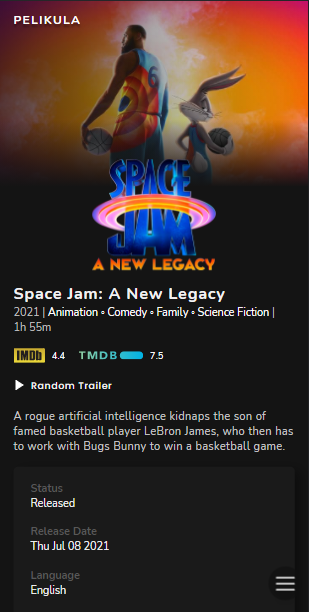 PELIKULA
6
SPACE
JAM
A NEW LEGACY
Space Jam: A New Legacy
2021 | Animation • Comedy • Family • Science Fiction |
1h 55m
IMDb 4.4 TMDB 7.5
Random Trailer
A rogue artificial intelligence kidnaps the son of
famed basketball player LeBron James, who then has
to work with Bugs Bunny to win a basketball game.
Status
Released
Release Date
Thu Jul 08 2021
Language
English